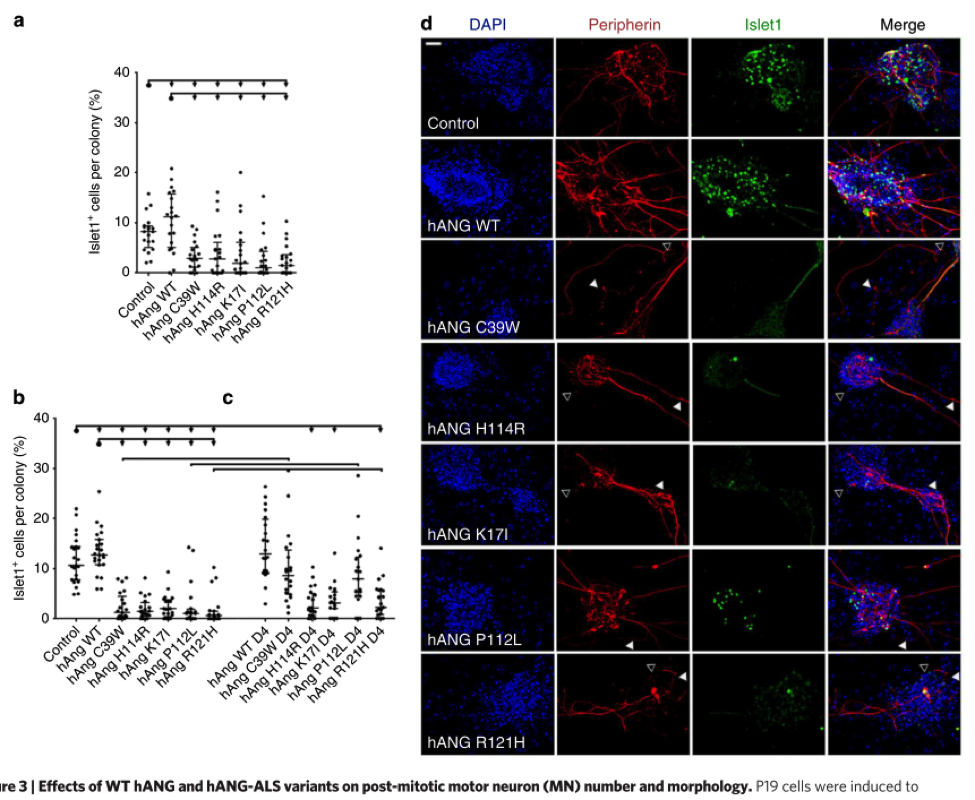 a
Islet1+ cells per colony (%)
40
30
20
10
0
Control
hAng WT
hAng C39W
hAng H114R
hAng K17I
hAng P112L
hAng R121H
b
c
Islet1+ cells per colony (%)
40
30
20
10
0
Control
hAng WT
hAng C39W
hAng H114R
hAng K17I
hAng P112L
hAng R121H
hAng WT D4
hAng C39W D4
hAng H114R D4
hAng K17I D4
hAng P112L D4
hAng R121H D4
d
DAPI Peripherin Islet1 Merge
Control
hANG WT
hANG C39W
hANG H114R
hANG K17I
hANG P112L
hANG R121H
ure 3 | Effects of WT hANG and hANG-ALS variants on post-mitotic motor neuron (MN) number and morphology. P19 cells were induced to